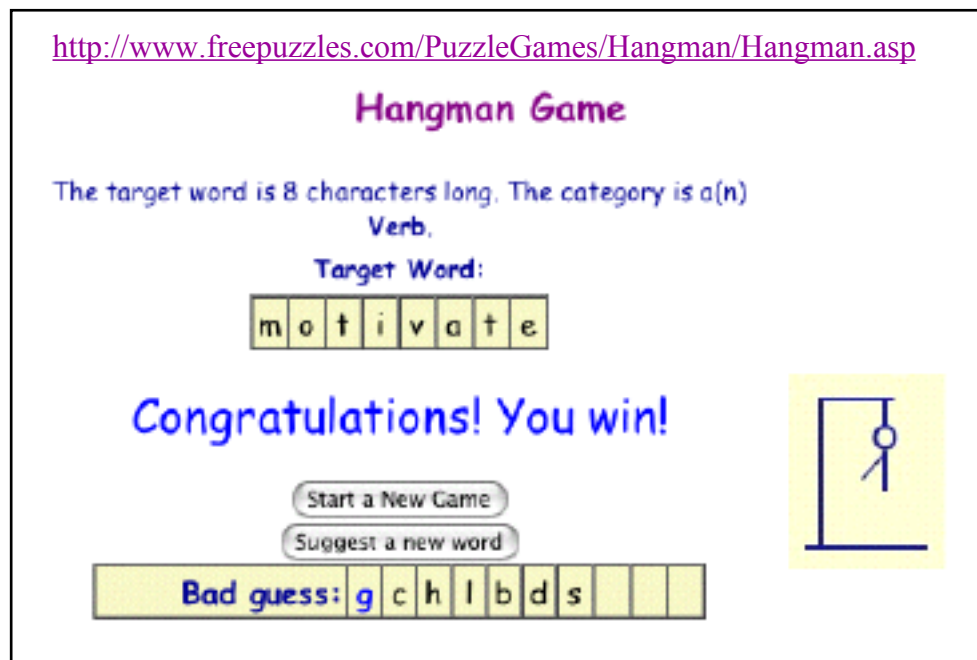 http://www.freepuzzles.com/PuzzleGames/Hangman/Hangman.asp
Hangman Game
The target word is 8 characters long. The category is a(n)
Verb.
Target Word:
m o t i v a t e
Congratulations! You win!
Start a New Game
Suggest a new word
Bad guess: g c h l b d s